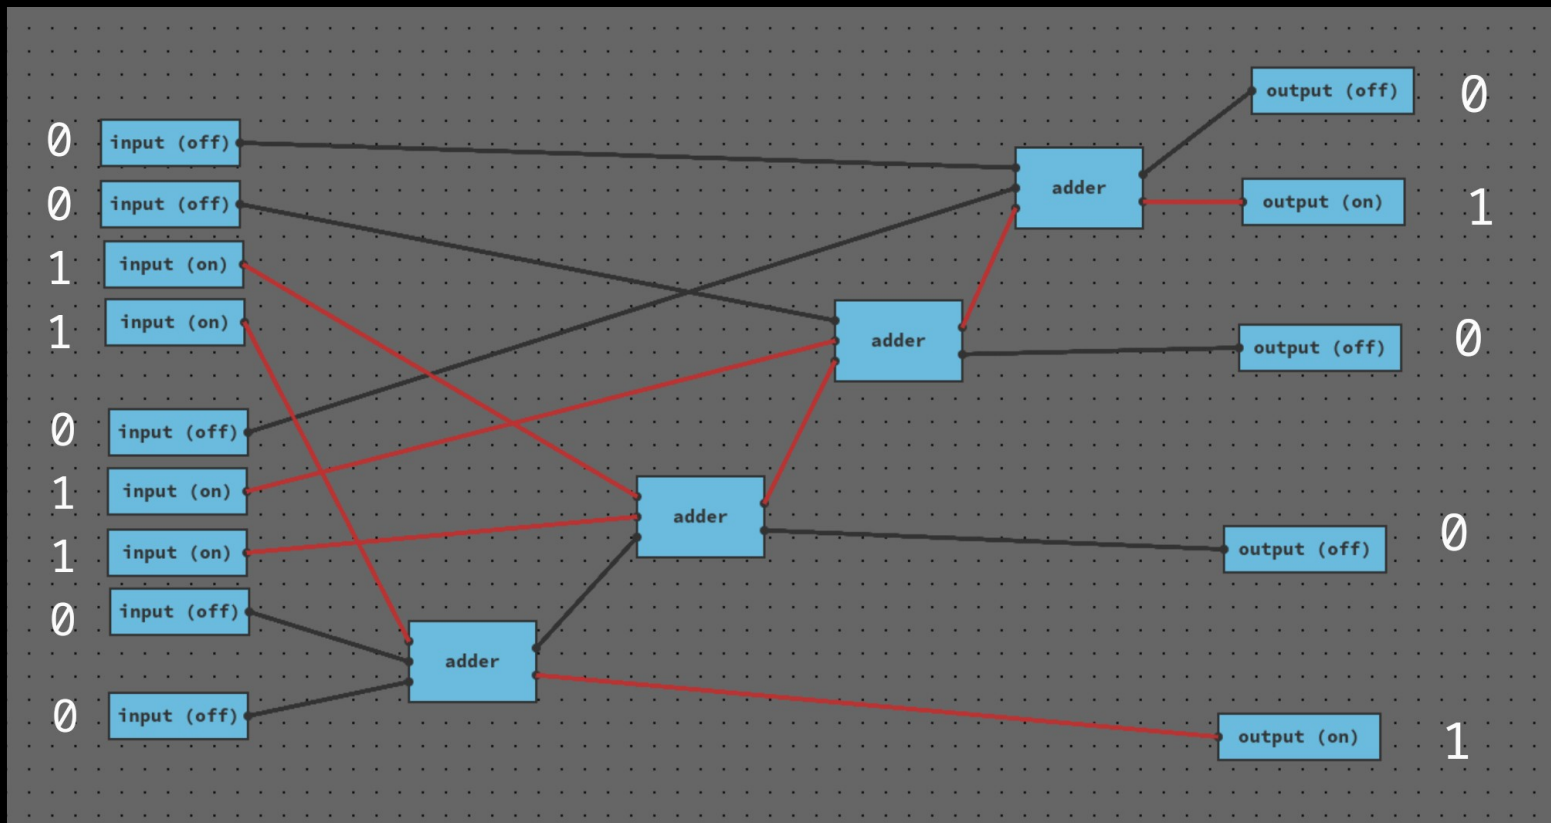 output (off) 0
0 input (off)
adder
0 input (off)
output (on) 1
1 input (on)
1 input (on)
adder
output (off) 0
0 input (off)
1 input (on)
adder
output (off) 0
1 input (on)
0 input (off)
adder
0 input (off)
output (on) 1